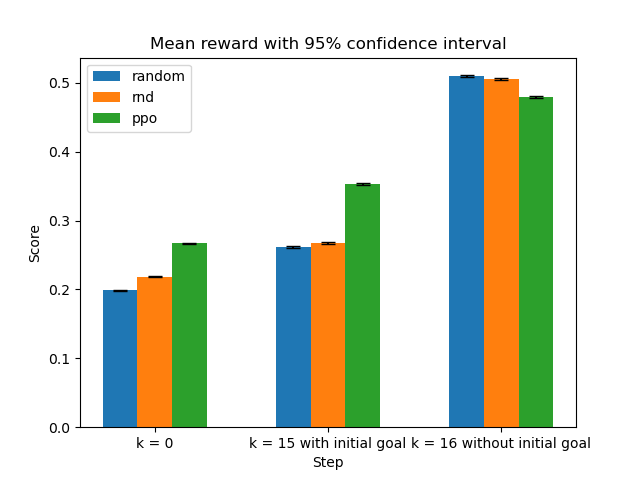 Mean reward with 95% confidence interval
random
rnd
ppo
Score
0.5
0.4
0.3
0.2
0.1
0.0
k = 0
k = 15 with initial goal
k = 16 without initial goal
Step